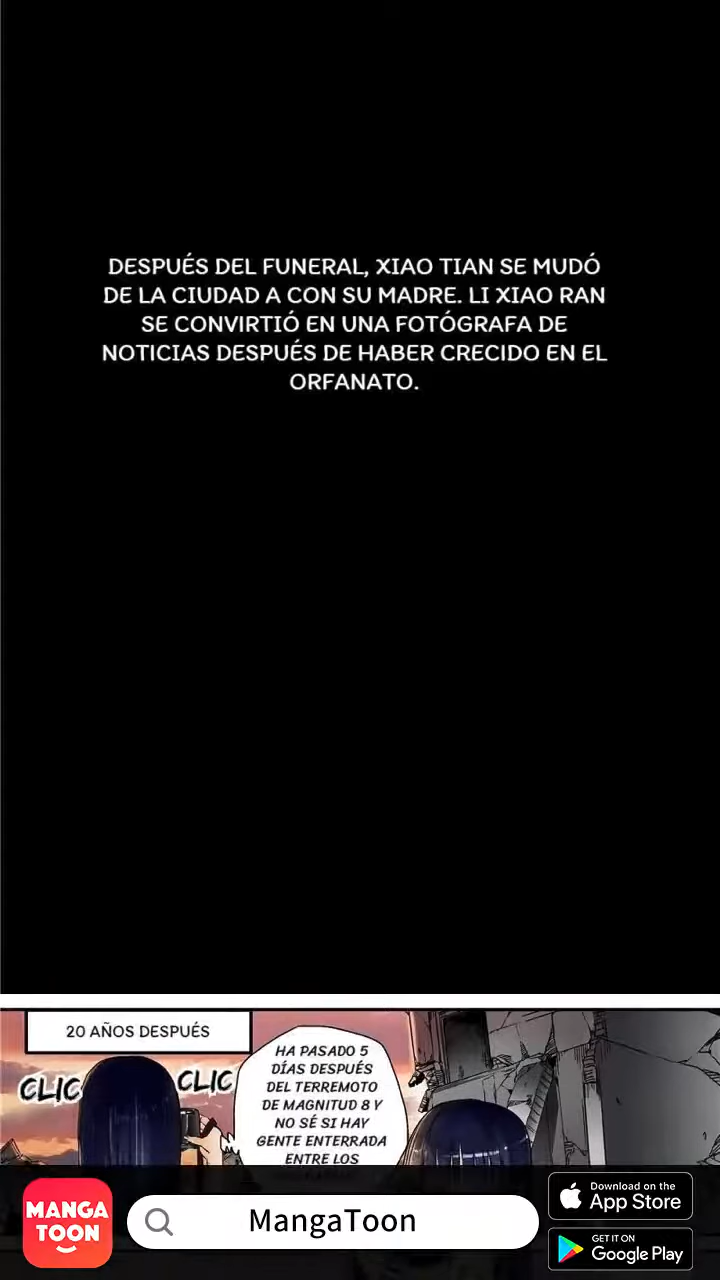 DESPUÉS DEL FUNERAL, XIAO TIAN SE MUDÓ
DE LA CIUDAD A CON SU MADRE. LI XIAO RAN
SE CONVIRTIÓ EN UNA FOTÓGRAFA DE
NOTICIAS DESPUÉS DE HABER CRECIDO EN EL
ORFANATO.
20 AÑOS DESPUÉS
CLIC
CLIC
HA PASADO 5
DÍAS DESPUÉS
DEL TERREMOTO
DE MAGNITUD 8 Y
NO SÉ SI HAY
GENTE ENTERRADA
ENTRE LOS
MANGA
TOON
MangaToon
Download on the
App Store
GET IT ON
Google Play